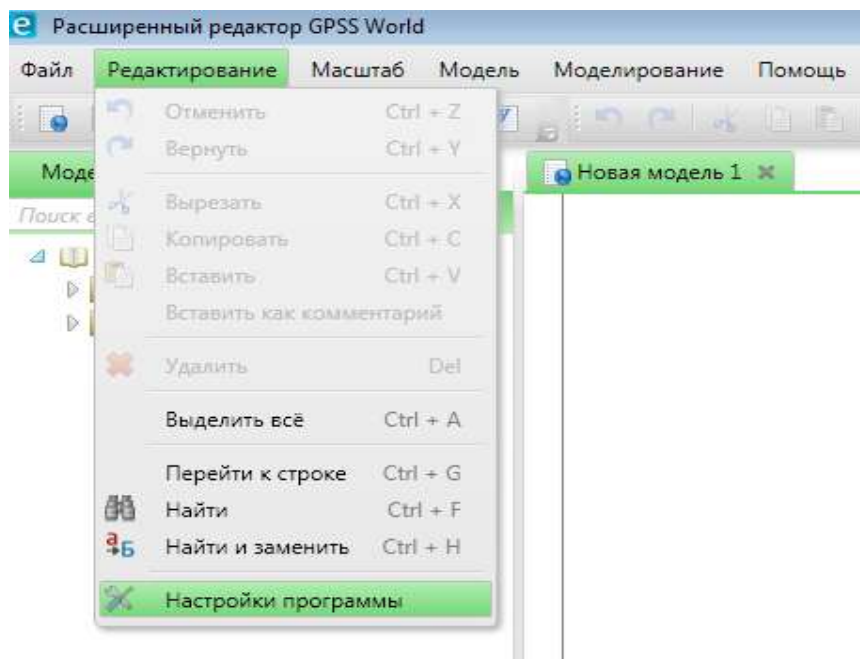 Расширенный редактор GPSS World
Файл Редактирование Масштаб Модель Моделирование Помощь
Отменить Ctrl + Z
Вернуть Ctrl + Y
Моде
Новая модель 1
Вырезать Ctrl + X
Поиск
Копировать Ctrl + C
Вставить Ctrl + V
Вставить как комментарий
Удалить Del
Выделить всё Ctrl + A
Перейти к строке Ctrl + G
Найти Ctrl + F
Найти и заменить Ctrl + H
Настройки программы